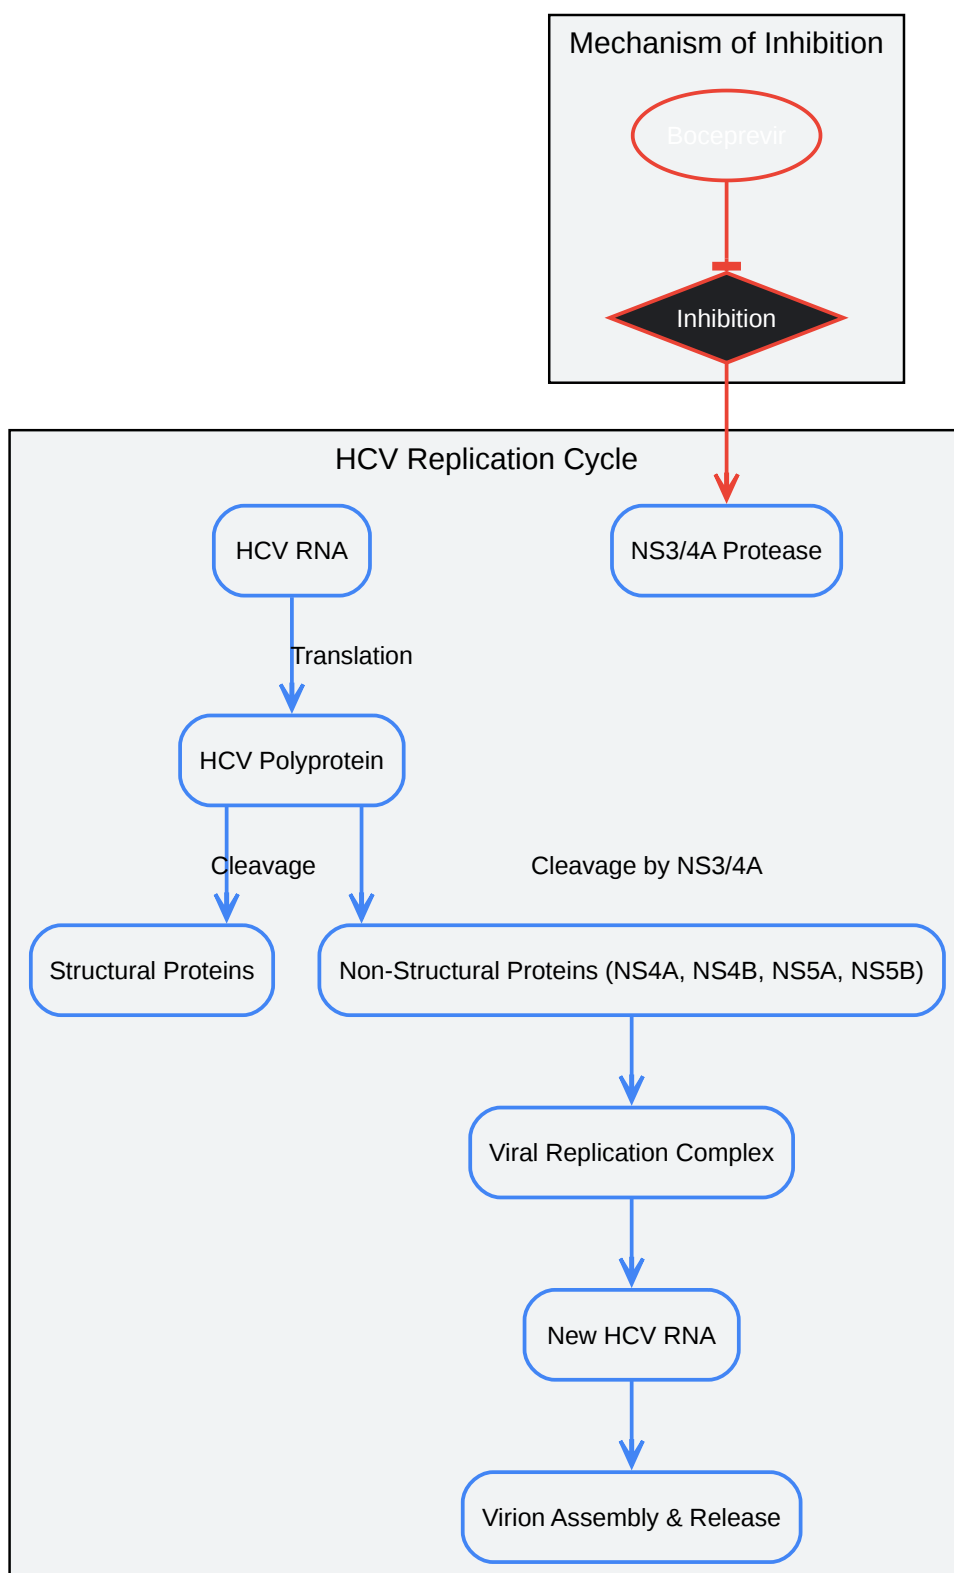 Mechanism of Inhibition
Boceprevir
Inhibition
HCV Replication Cycle
HCV RNA
NS3/4A Protease
Translation
HCV Polyprotein
Cleavage
Cleavage by NS3/4A
Structural Proteins
Non-Structural Proteins (NS4A, NS4B, NS5A, NS5B)
Viral Replication Complex
New HCV RNA
Virion Assembly & Release